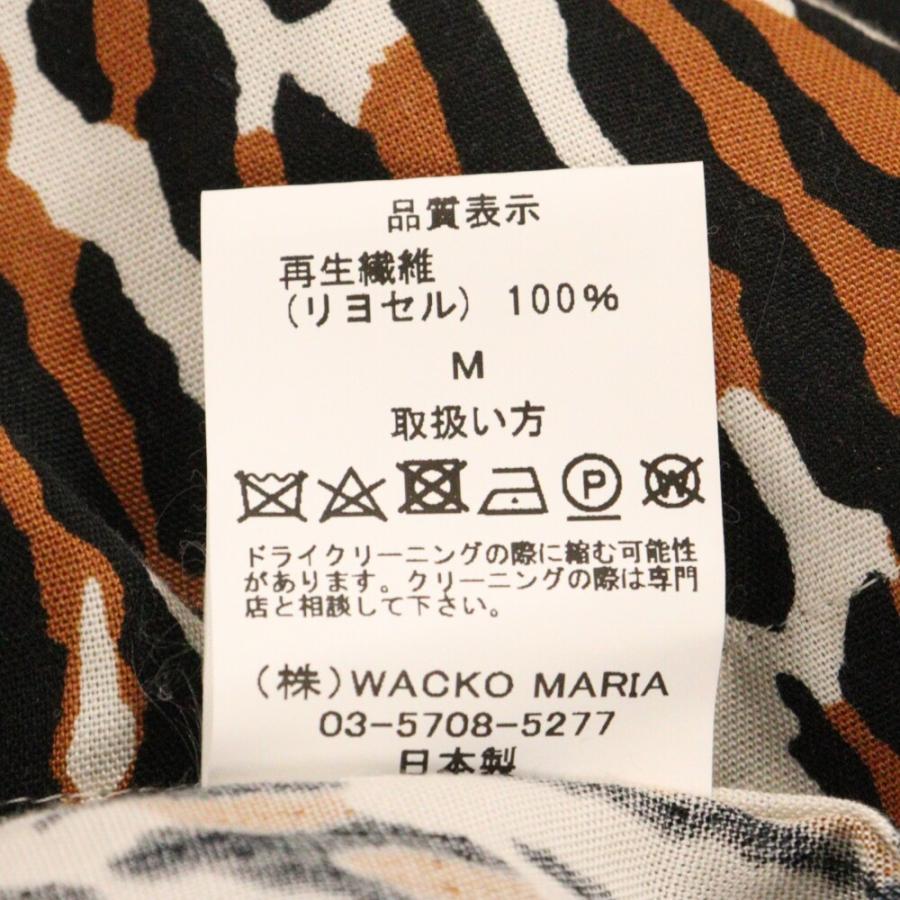 品質表示
再生繊維
(リヨセル) 100%
M
取扱い方
P W
ドライクリーニングの際に縮む可能性
があります。クリーニングの際は専門
店と相談して下さい。
(株)WACKO MARIA
03-5708-5277
日本製